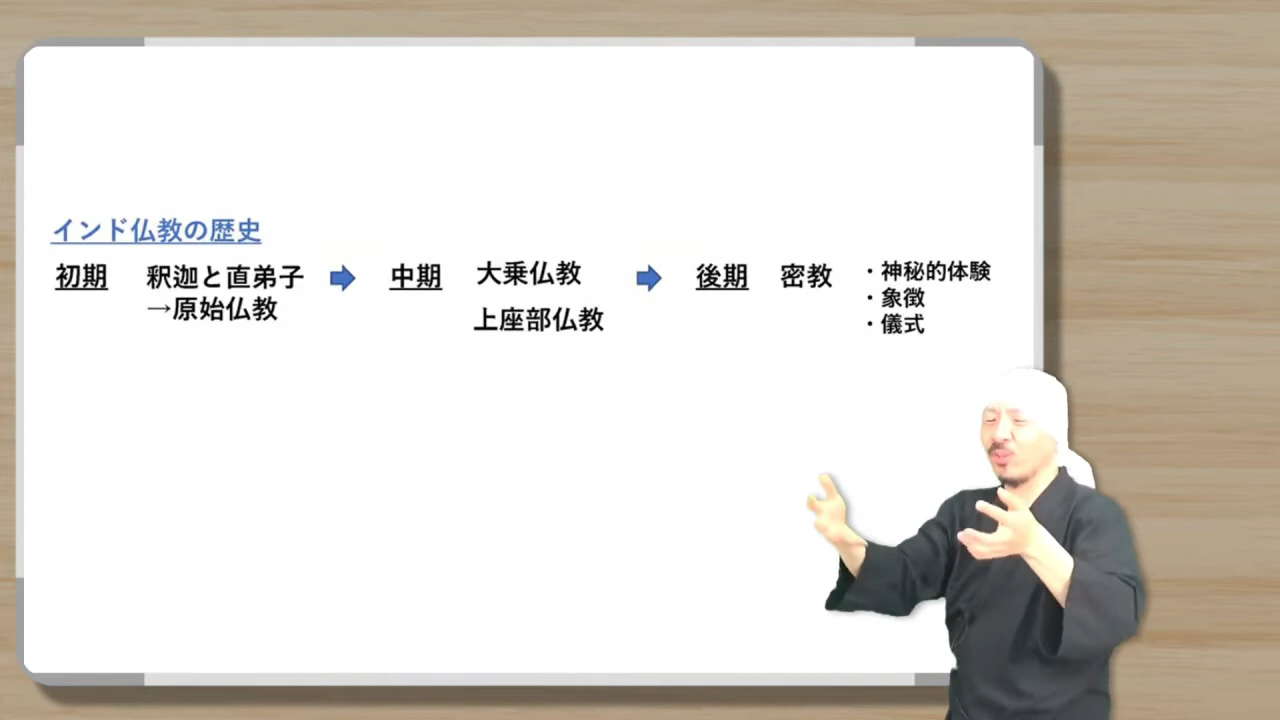 インド仏教の歴史
初期 釈迦と直弟子
→原始仏教
中期 大乗仏教
上座部仏教
後期 密教
・神秘的体験
・象徴
・儀式